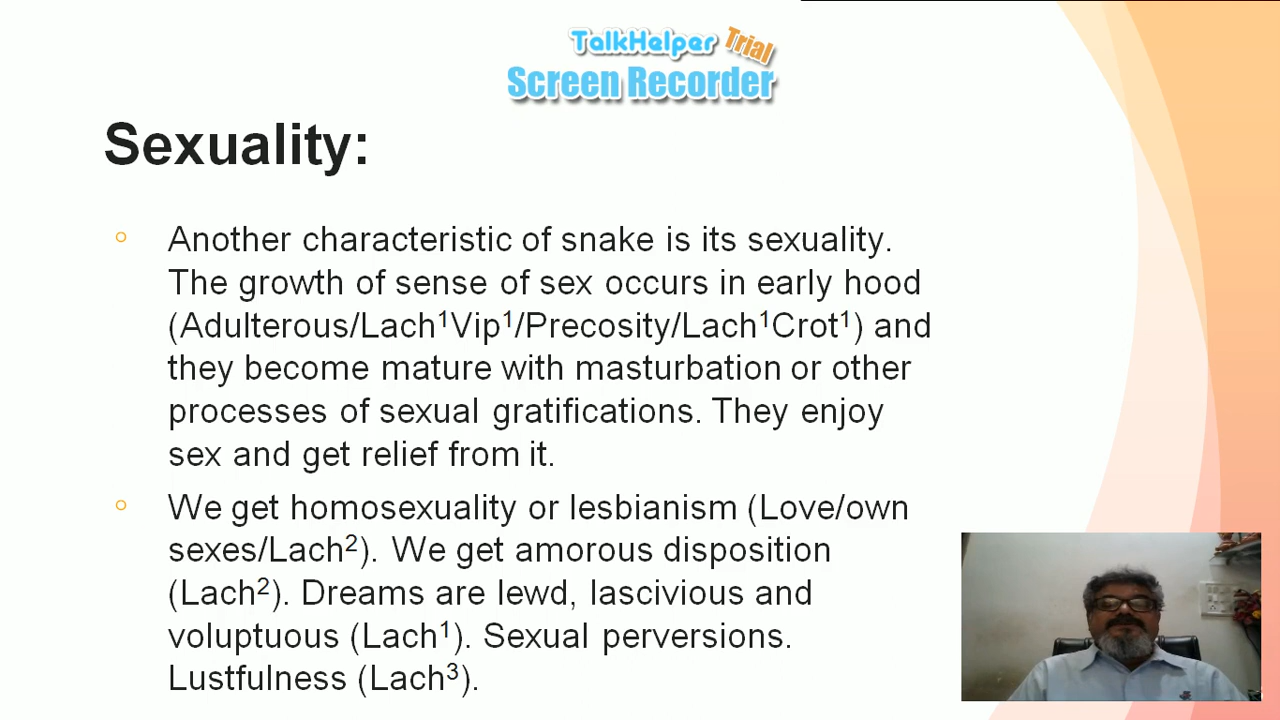 TalkHelper Trial
Screen Recorder
Sexuality:
Another characteristic of snake is its sexuality.
The growth of sense of sex occurs in early hood
(Adulterous/Lach¹Vip¹/Precosity/Lach¹Crot¹) and
they become mature with masturbation or other
processes of sexual gratifications. They enjoy
sex and get relief from it.
We get homosexuality or lesbianism (Love/own
sexes/Lach²). We get amorous disposition
(Lach²). Dreams are lewd, lascivious and
voluptuous (Lach¹). Sexual perversions.
Lustfulness (Lach³).